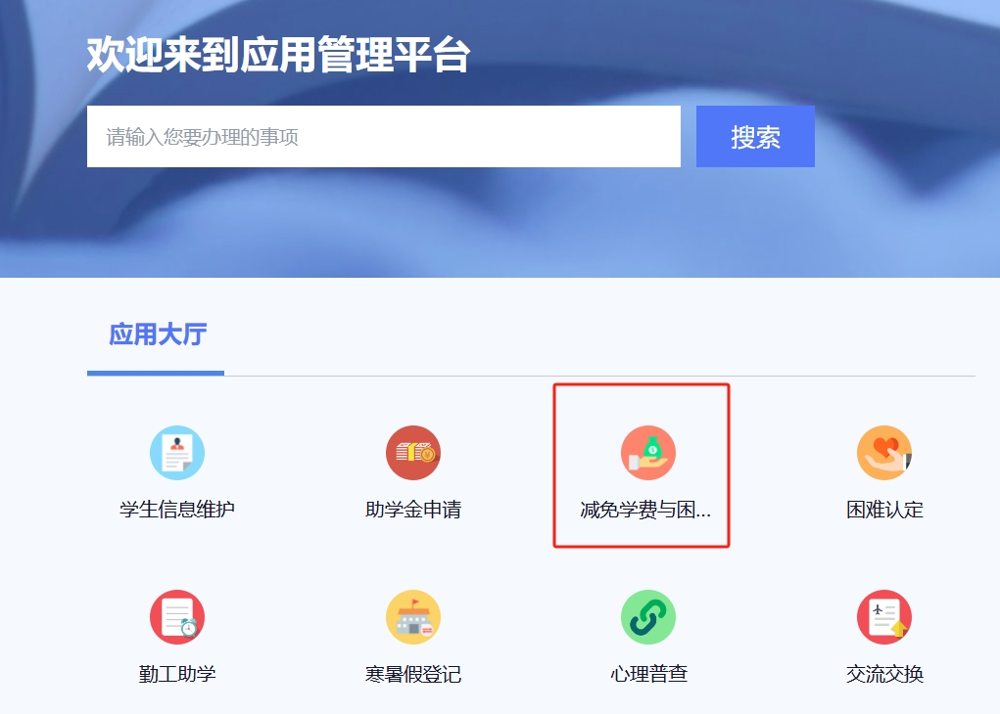 欢迎来到应用管理平台
请输入您要办理的事项
搜索
应用大厅
学生信息维护
助学金申请
减免学费与困...
困难认定
勤工助学
寒暑假登记
心理普查
交流交换